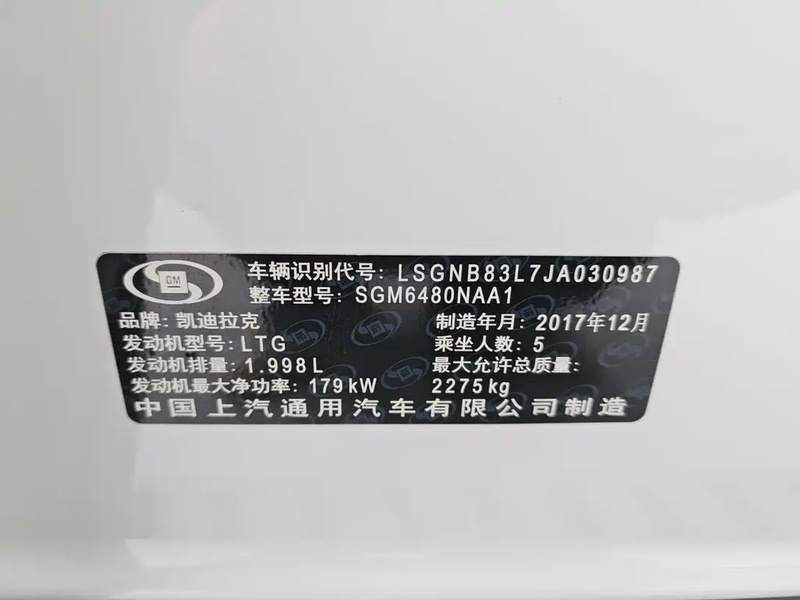 GM
车辆识别代号: LSGNB83L7JA030987
整车型号: SGM6480NAA1
品牌: 凯迪拉克 制造年月: 2017年12月
发动机型号: LTG 乘坐人数: 5
发动机排量: 1.998L 最大允许总质量:
发动机最大净功率: 179kW 2275kg
中国上汽通用汽车有限公司制造